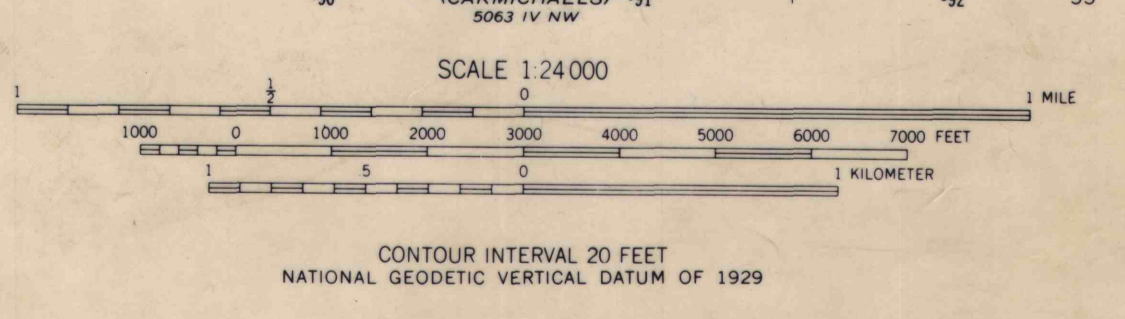 5063 IV NW
SCALE 1:24 000
1 1/2 0 1 MILE
1000 0 1000 2000 3000 4000 5000 6000 7000 FEET
1 .5 0 1 KILOMETER
CONTOUR INTERVAL 20 FEET
NATIONAL GEODETIC VERTICAL DATUM OF 1929